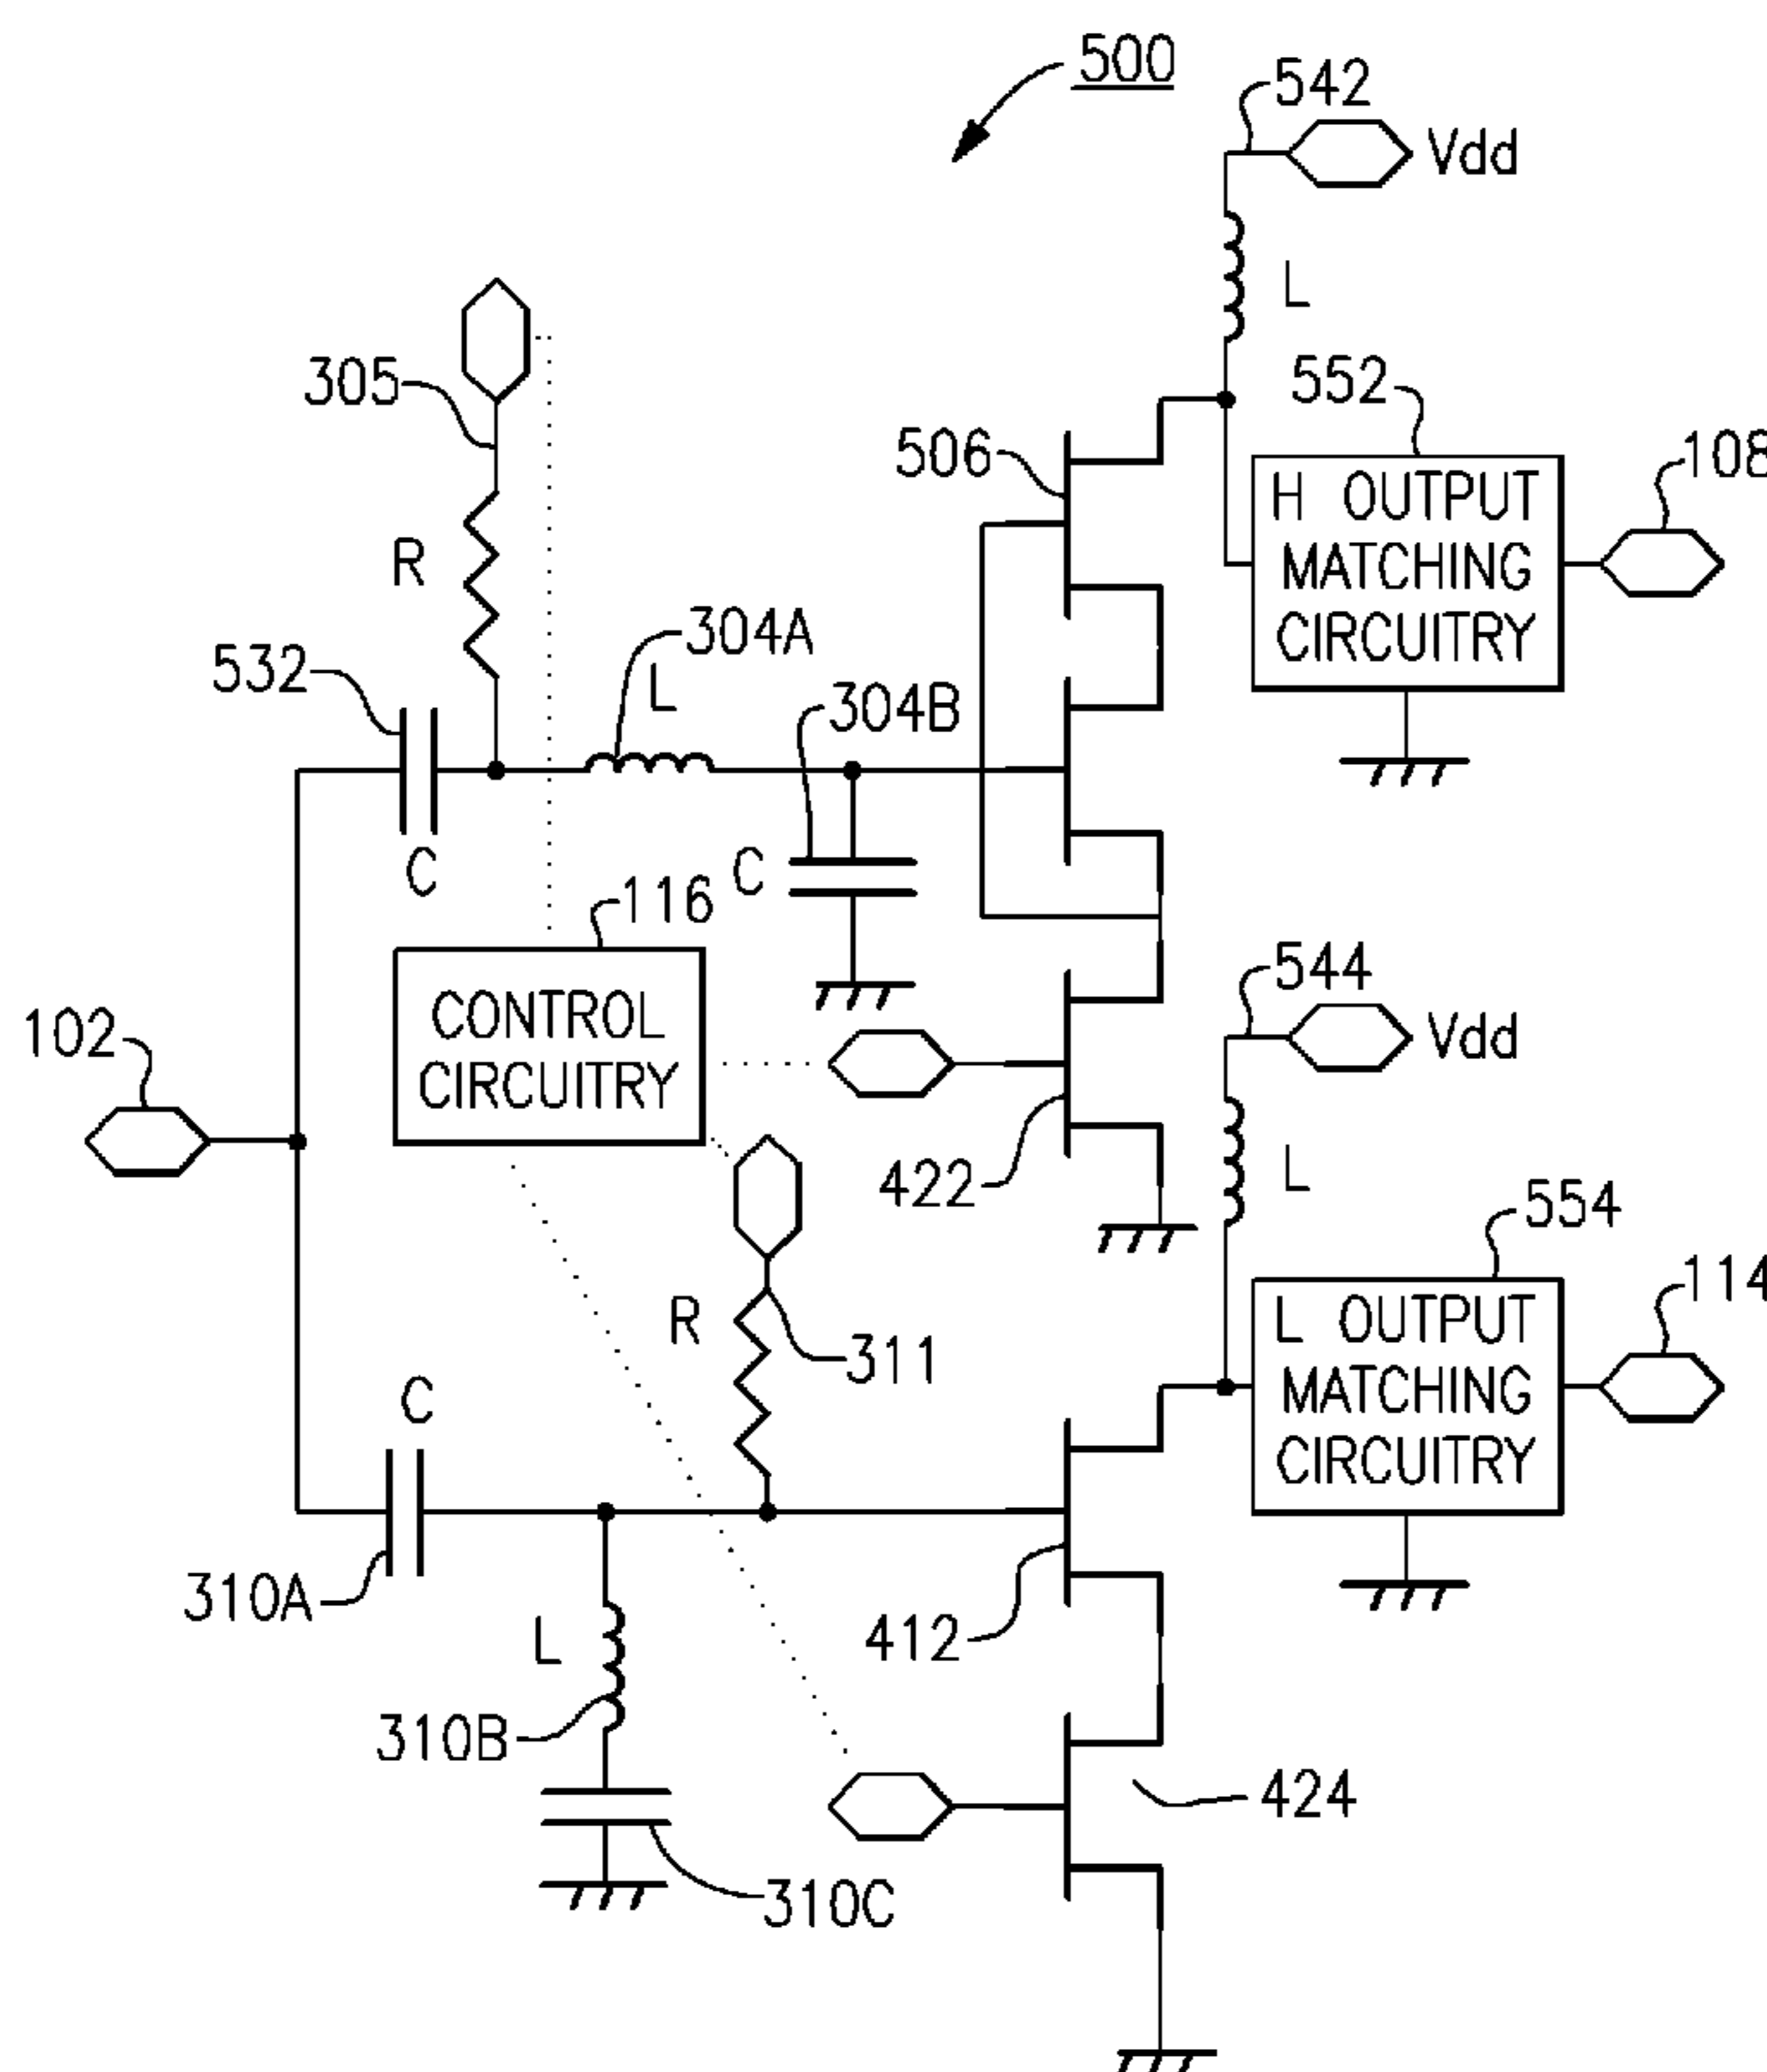 500
542
Vdd
L
305
552
506
108
H OUTPUT
MATCHING
CIRCUITRY
R
304A
532
L
304B
C
116
C
544
102
CONTROL
CIRCUITRY
Vdd
422
L
554
R
114
311
L OUTPUT
MATCHING
CIRCUITRY
C
310A
412
L
310B
424
310C